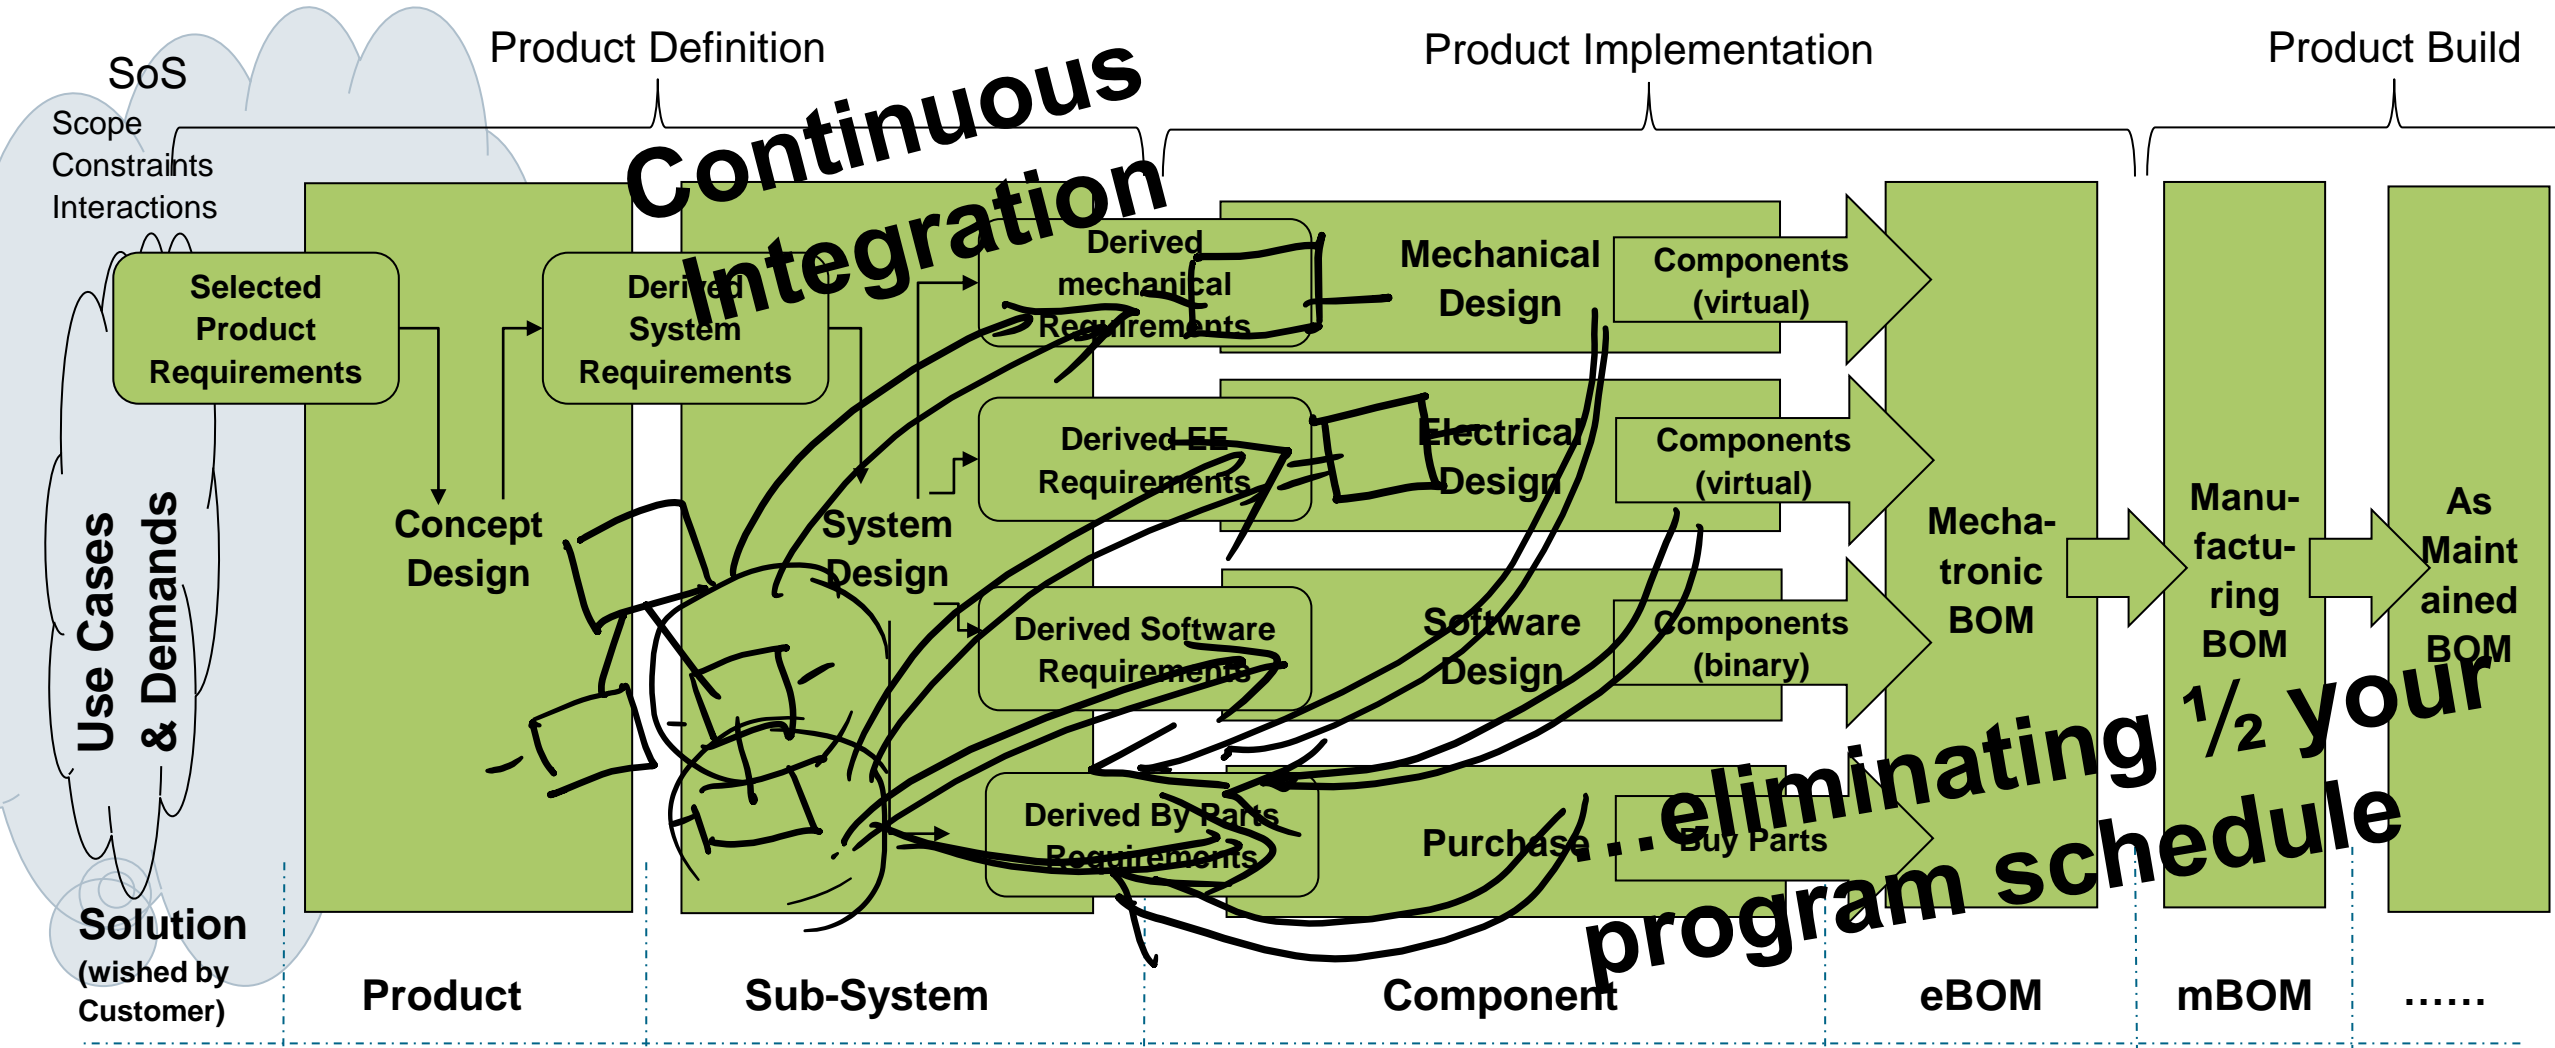 Product Definition
Product Implementation
Product Build
SoS
Scope
Constraints
Interactions
Continuous
Integration
Selected
Product
Requirements
Derived
System
Requirements
Concept
Design
System
Design
Use Cases
& Demands
Derived
mechanical
Requirements
Derived EE
Requirements
Derived Software
Requirements
Derived By Parts
Requirements
Mechanical
Design
Electrical
Design
Software
Design
Purchase
Components
(virtual)
Components
(virtual)
Components
(binary)
Buy Parts
Mecha-
tronic
BOM
Manu-
factu-
ring
BOM
As
Maint
ained
BOM
...eliminating ½ your
program schedule
Solution
(wished by
Customer)
Product
Sub-System
Component
eBOM
mBOM
......